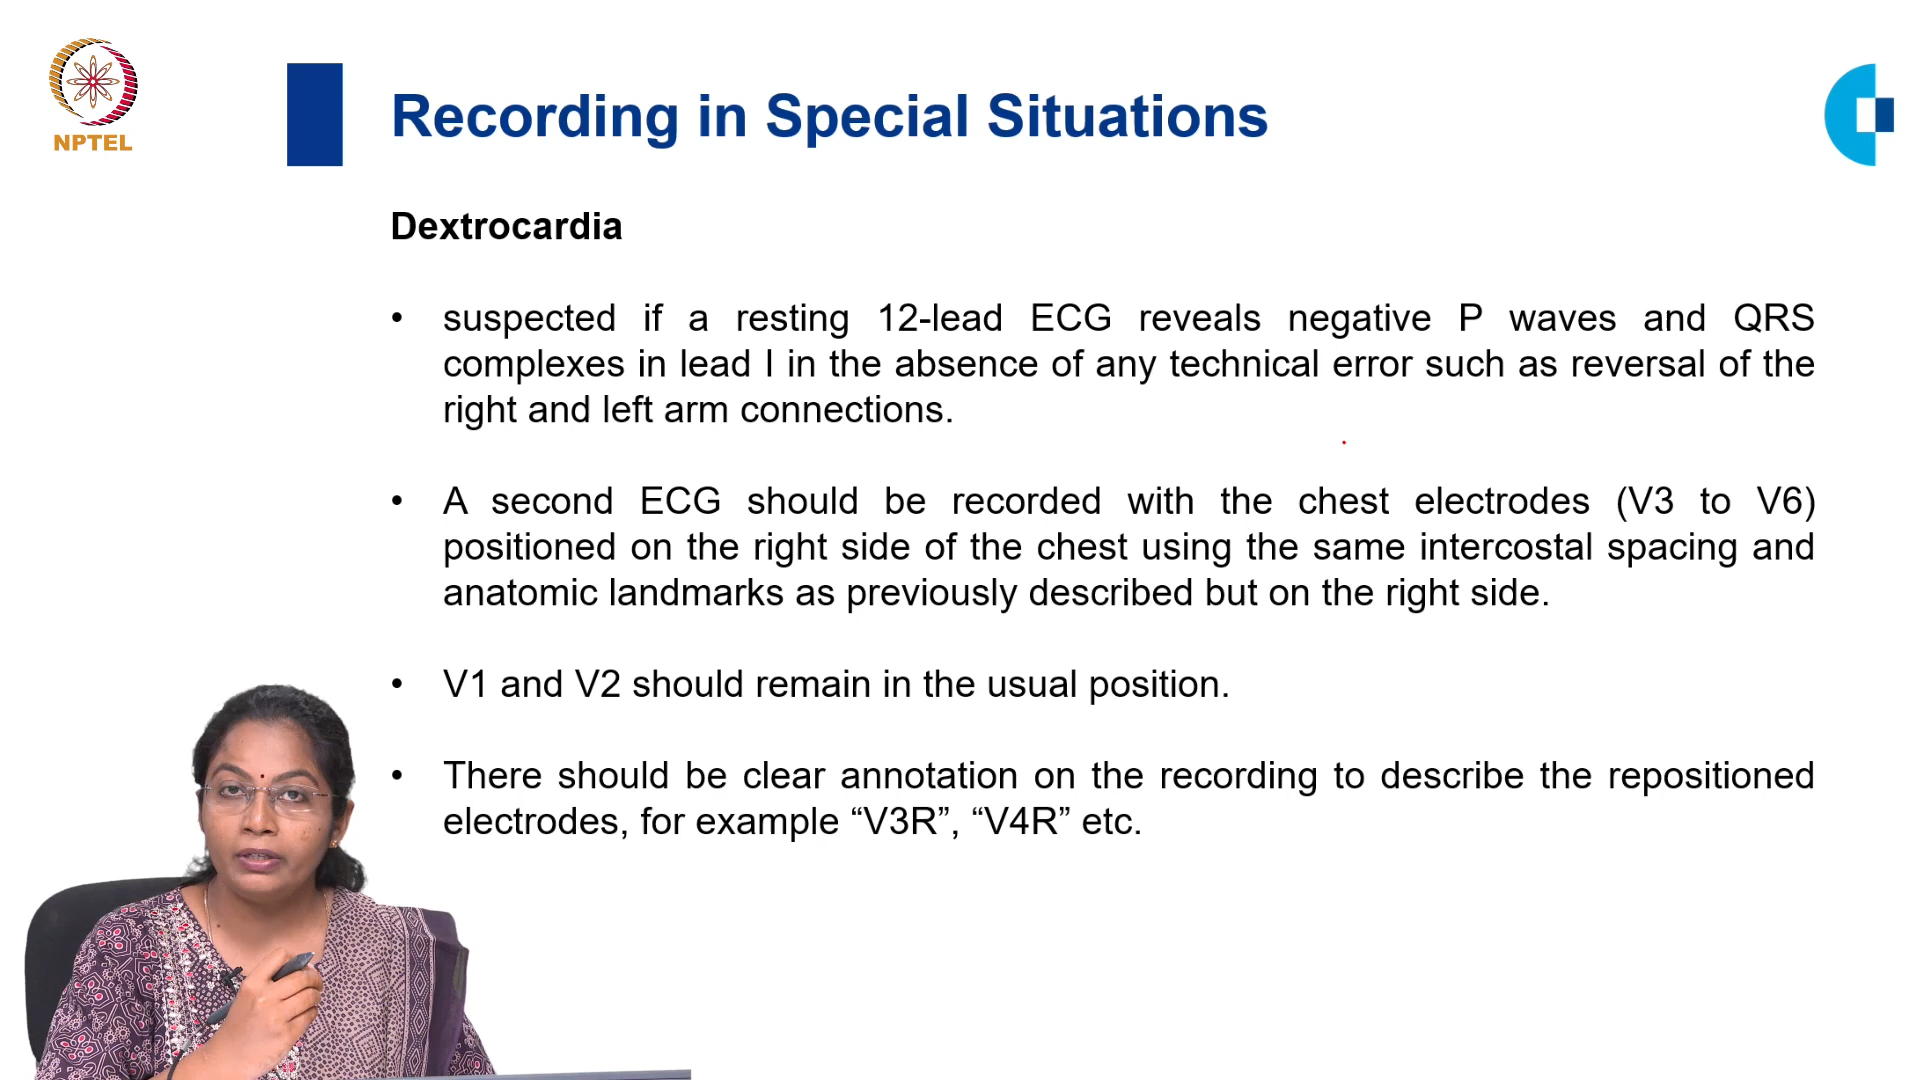 NPTEL
Recording in Special Situations
Dextrocardia
• suspected if a resting 12-lead ECG reveals negative P waves and QRS
complexes in lead I in the absence of any technical error such as reversal of the
right and left arm connections.
• A second ECG should be recorded with the chest electrodes (V3 to V6)
positioned on the right side of the chest using the same intercostal spacing and
anatomic landmarks as previously described but on the right side.
• V1 and V2 should remain in the usual position.
• There should be clear annotation on the recording to describe the repositioned
electrodes, for example “V3R”, “V4R” etc.